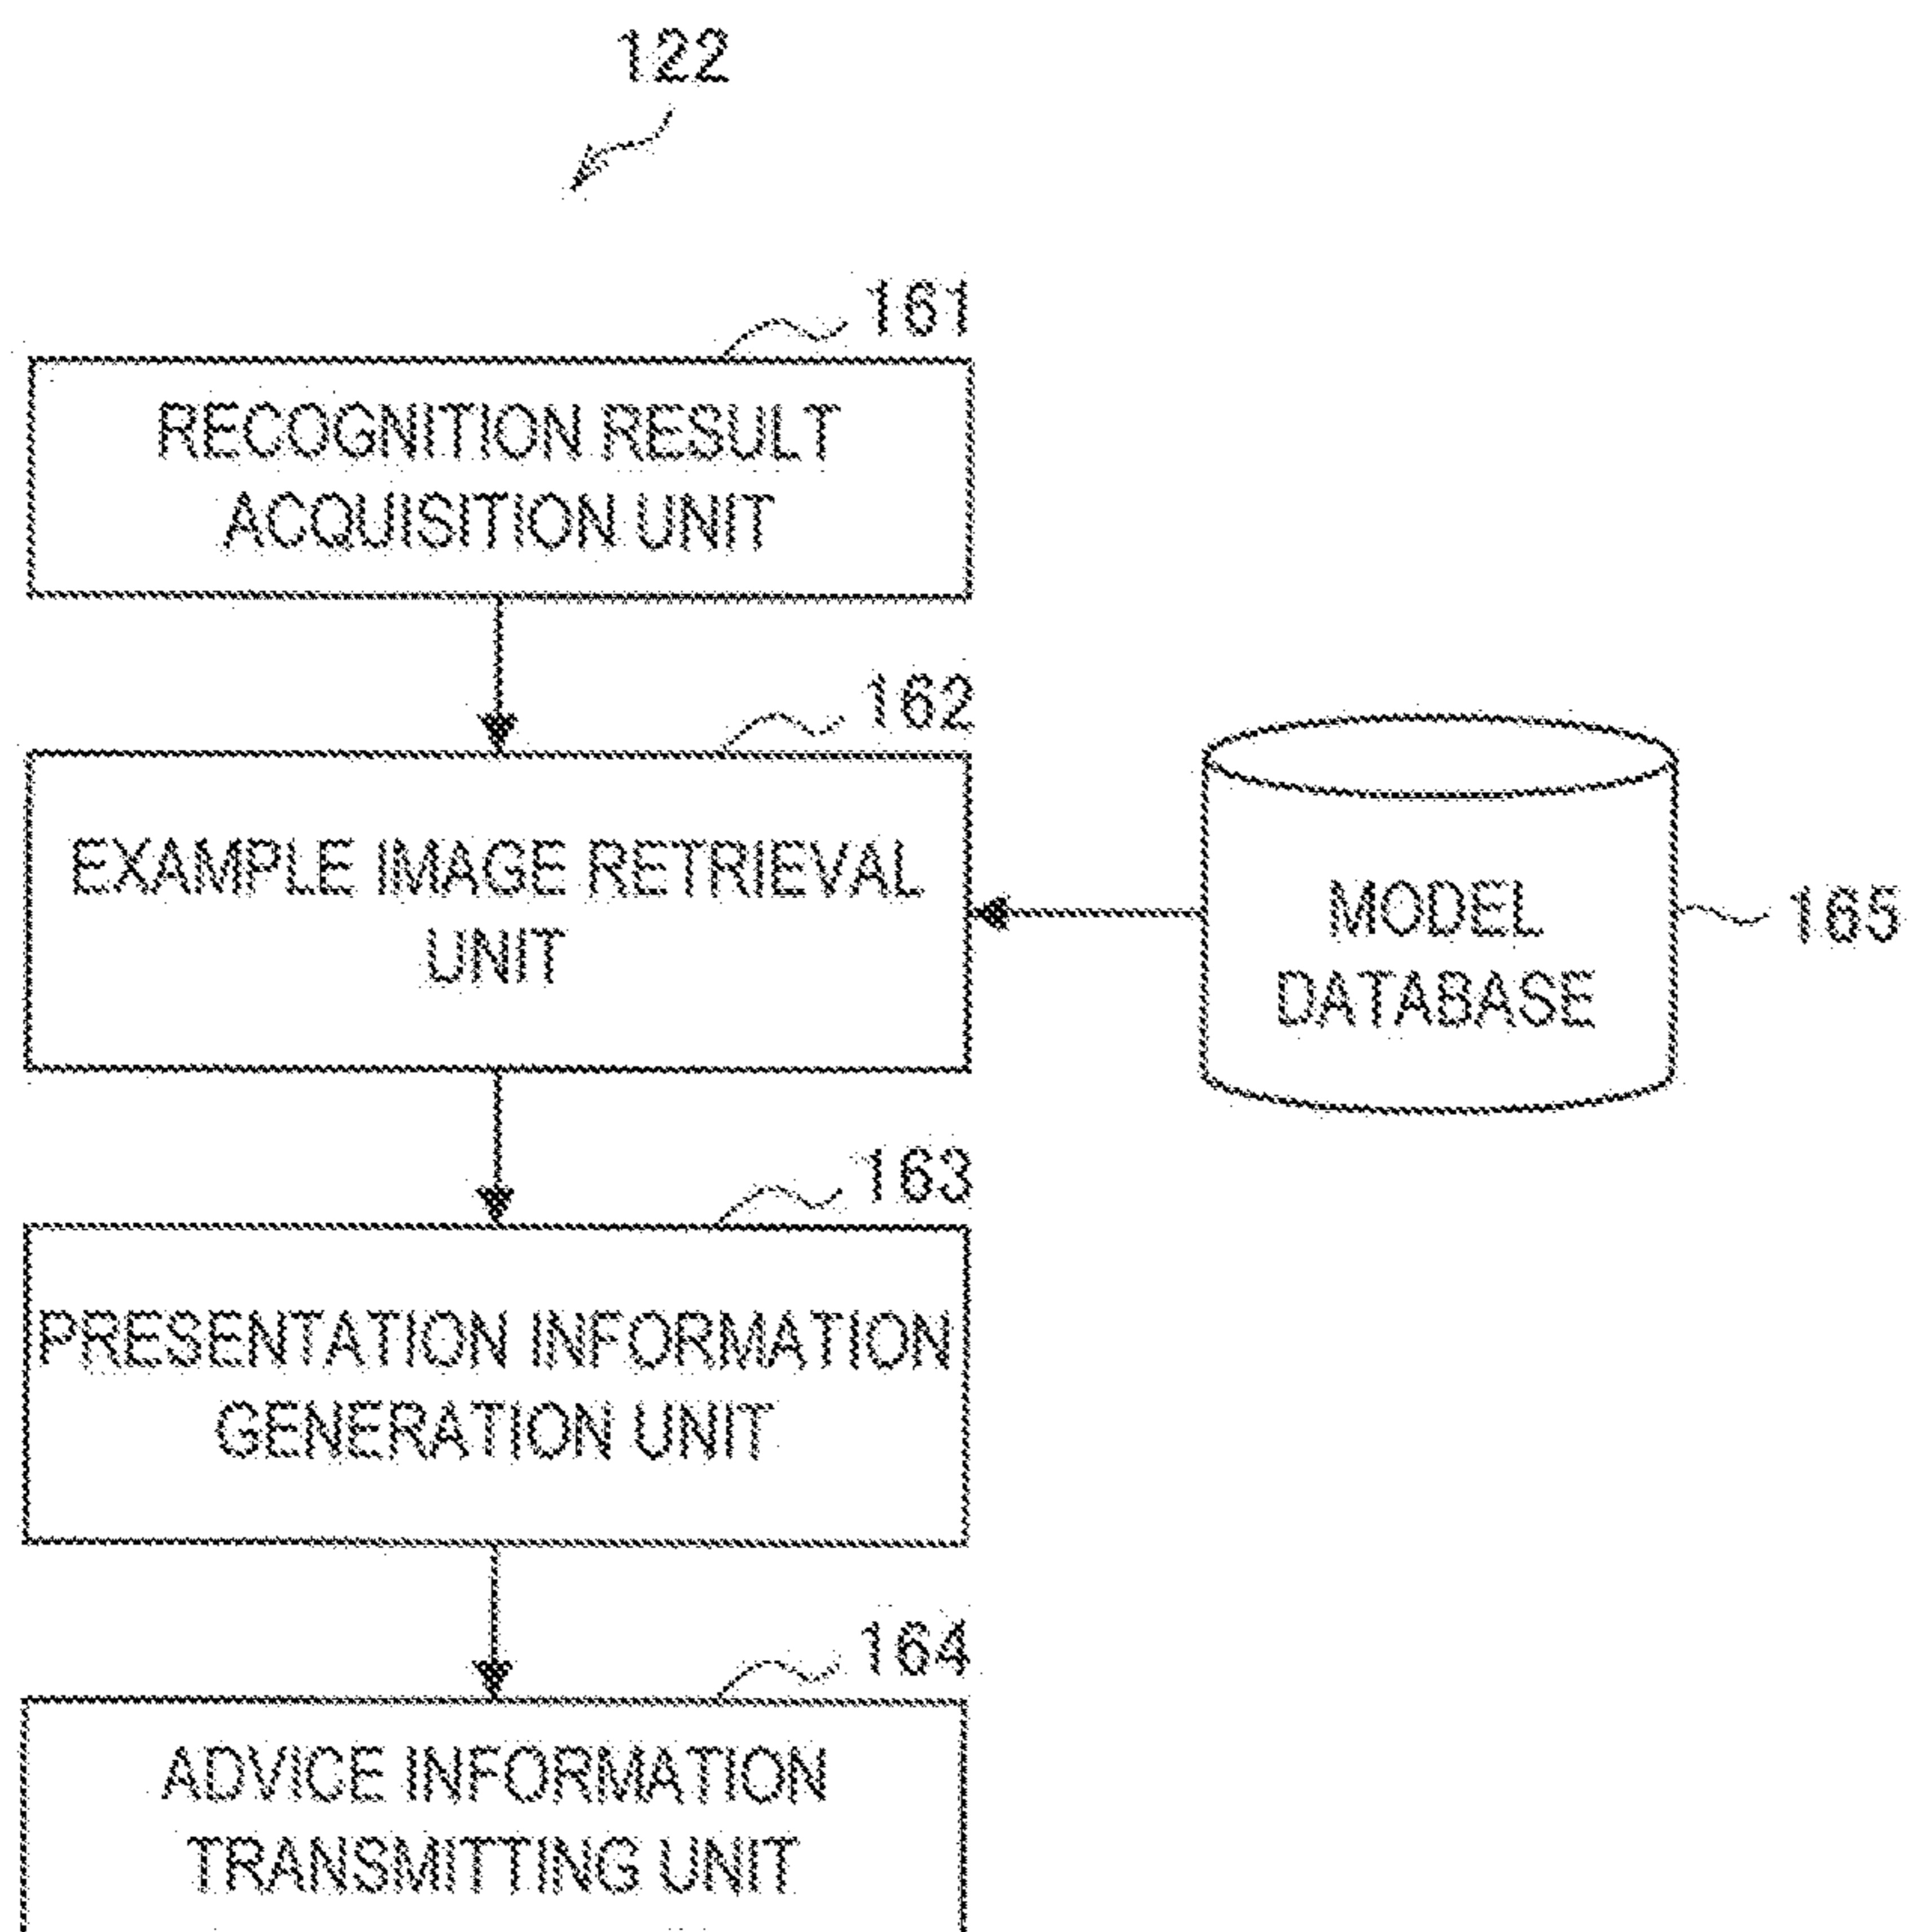 122
161
RECOGNITION RESULT
ACQUISITION UNIT
162
EXAMPLE IMAGE RETRIEVAL
UNIT
MODEL
DATABASE
165
163
PRESENTATION INFORMATION
GENERATION UNIT
164
ADVICE INFORMATION
TRANSMITTING UNIT